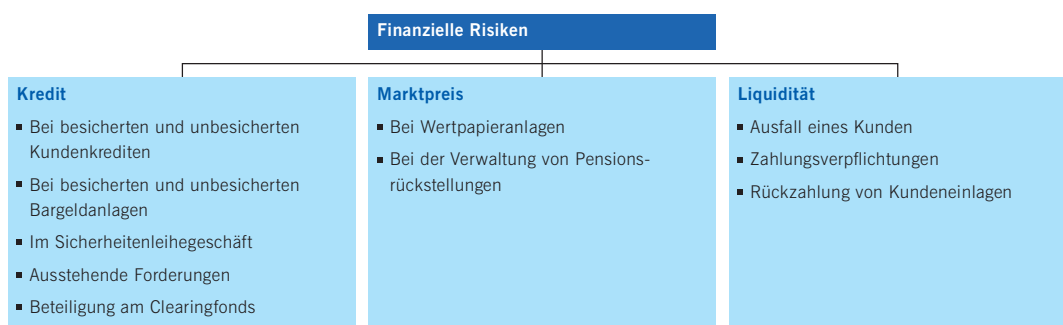 Finanzielle Risiken
Kredit
▪ Bei besicherten und unbesicherten
Kundenkrediten
▪ Bei besicherten und unbesicherten
Bargeldanlagen
▪ Im Sicherheitenleihegeschäft
▪ Ausstehende Forderungen
▪ Beteiligung am Clearingfonds
Marktpreis
▪ Bei Wertpapieranlagen
▪ Bei der Verwaltung von Pensions-
rückstellungen
Liquidität
▪ Ausfall eines Kunden
▪ Zahlungsverpflichtungen
▪ Rückzahlung von Kundeneinlagen